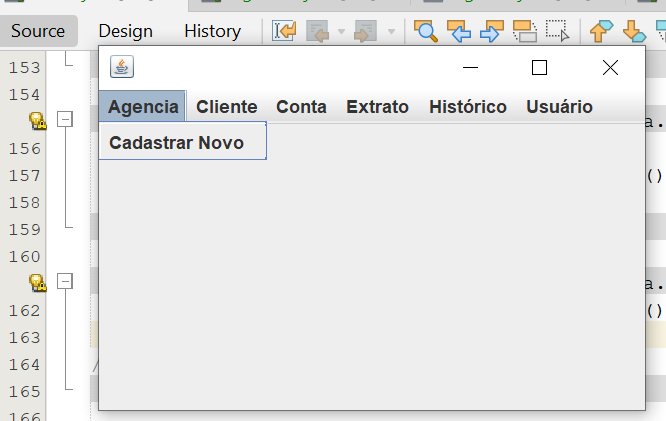 Source Design History
Agencia Cliente Conta Extrato Histórico Usuário
Cadastrar Novo
153
154
a.
156
157 ()
158
159
160
a.
162 ()
163
164 /
165
166